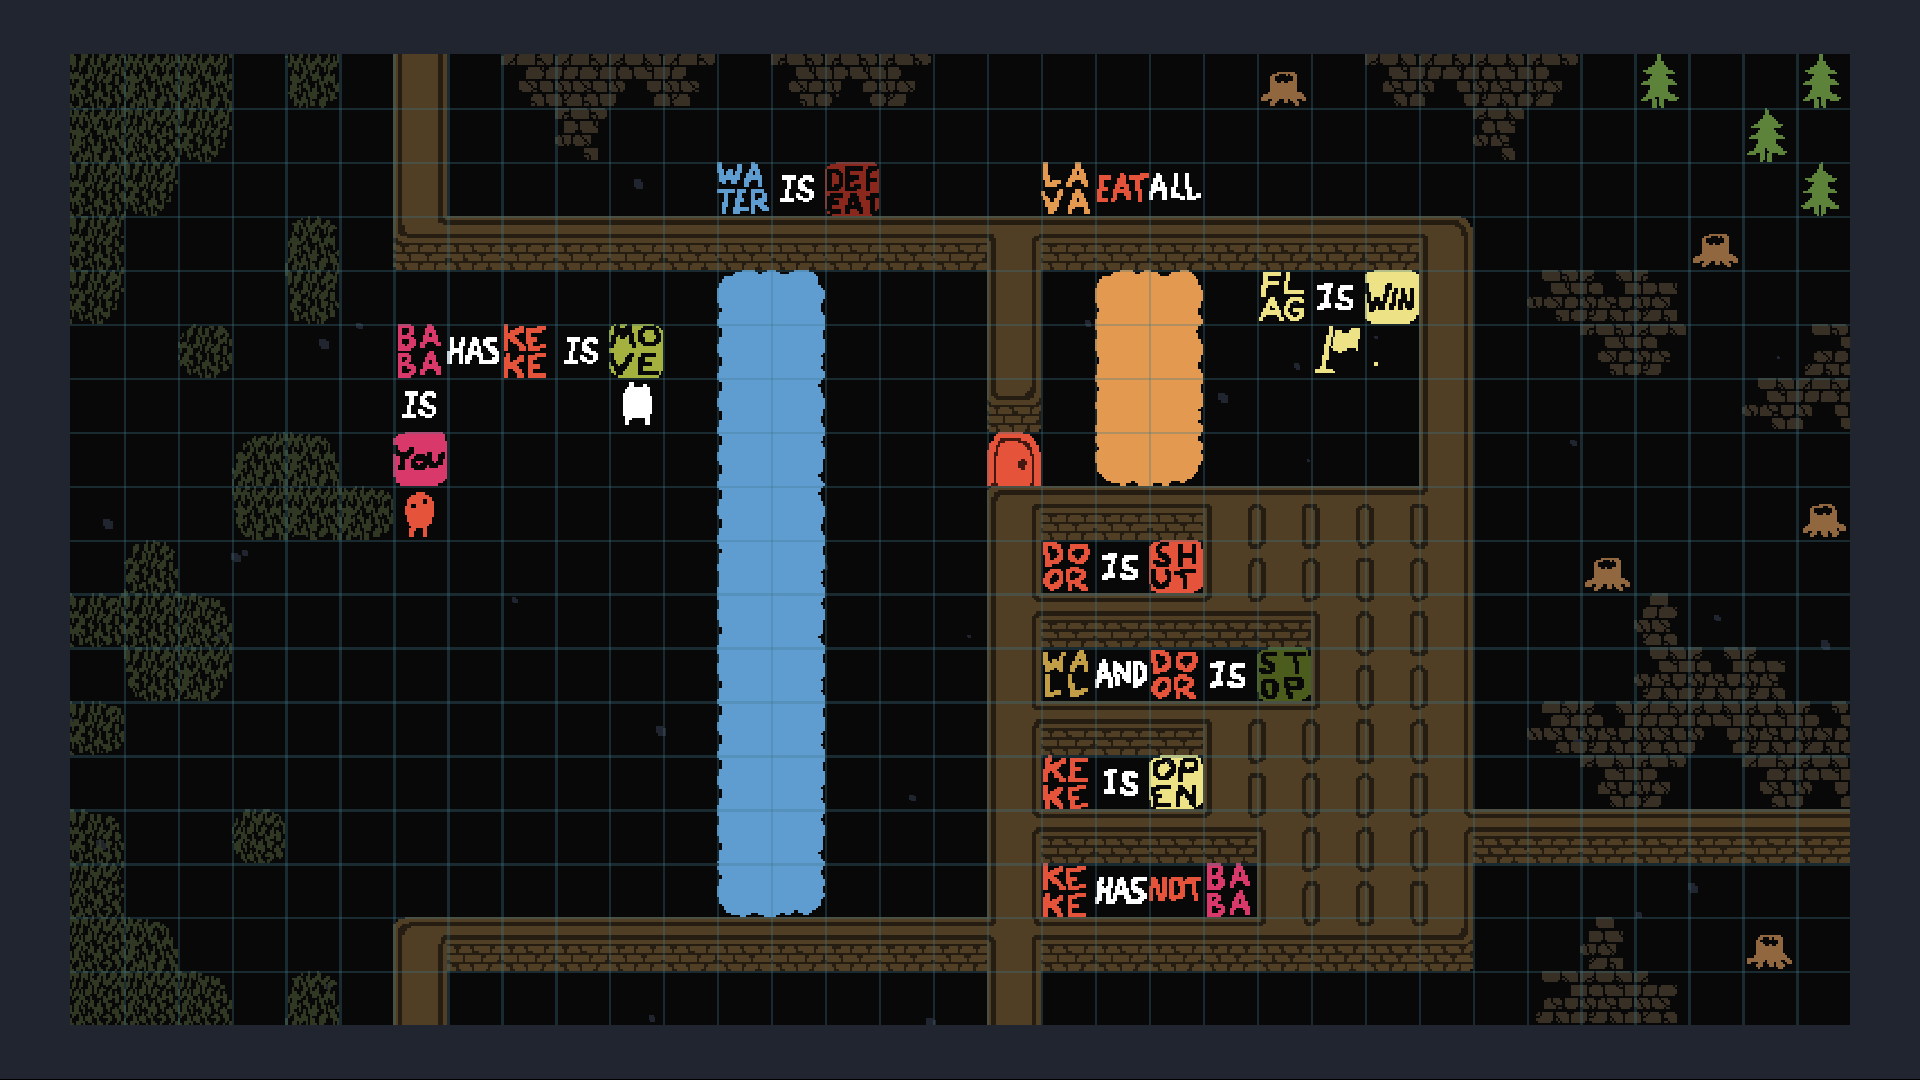 WATER IS DEFEAT
LAVA EAT ALL
FLAG IS WIN
BABA HAS KEKE IS MOVE
IS
YOU
DOOR IS SHUT
WALL AND DOOR IS STOP
KEKE IS OPEN
KEKE HAS NOT BABA